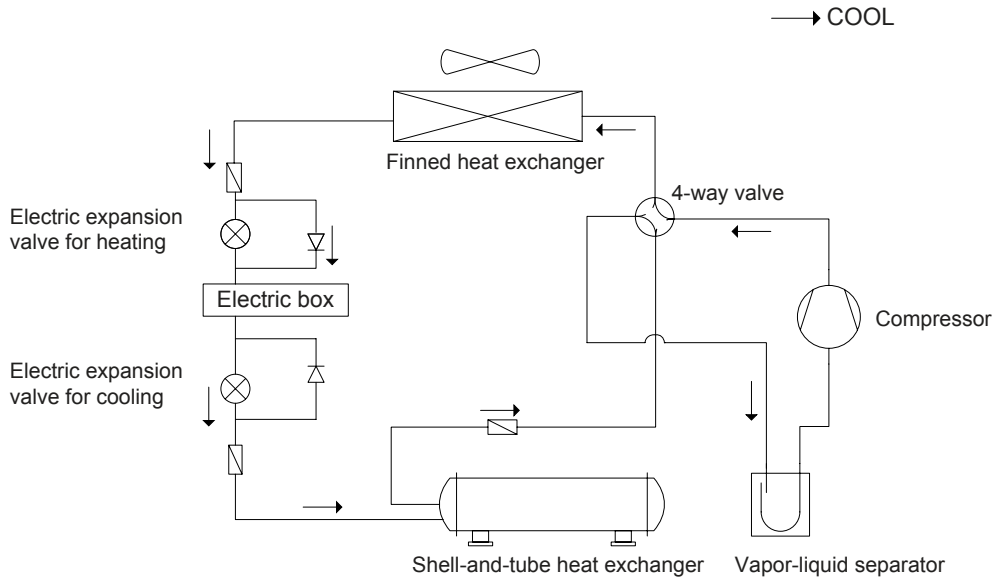 COOL
Finned heat exchanger
4-way valve
Electric expansion
valve for heating
Electric box
Compressor
Electric expansion
valve for cooling
Shell-and-tube heat exchanger
Vapor-liquid separator